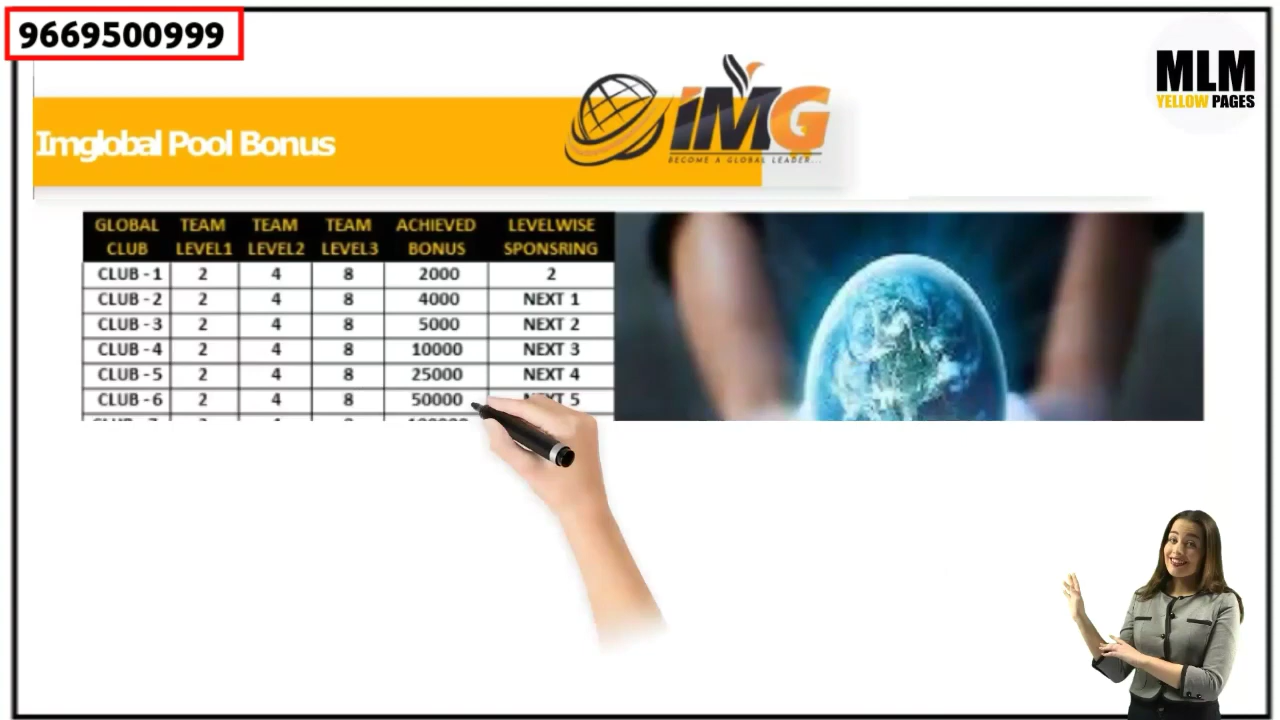 9669500999
MLM
YELLOW PAGES
Imglobal Pool Bonus
IMG
BECOME A GLOBAL LEADER...
GLOBAL CLUB TEAM LEVEL1 TEAM LEVEL2 TEAM LEVEL3 ACHIEVED BONUS LEVELWISE SPONSRING
CLUB - 1 2 4 8 2000 2
CLUB - 2 2 4 8 4000 NEXT 1
CLUB - 3 2 4 8 5000 NEXT 2
CLUB - 4 2 4 8 10000 NEXT 3
CLUB - 5 2 4 8 25000 NEXT 4
CLUB - 6 2 4 8 50000 NEXT 5